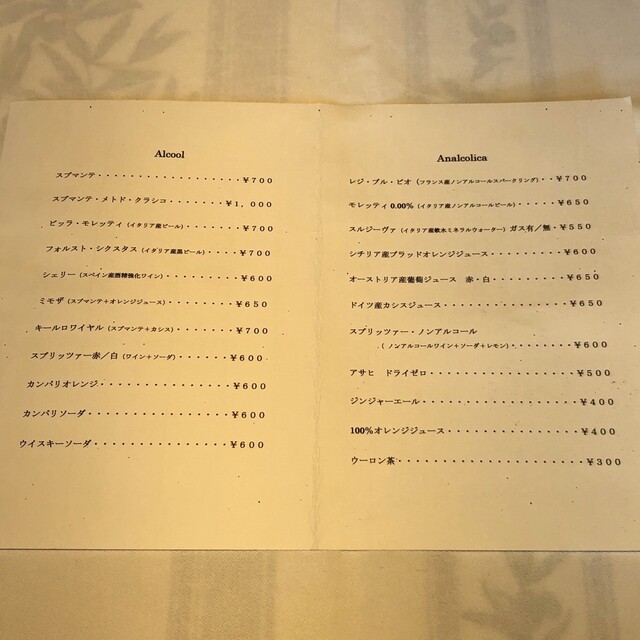 Alcool
スプマンテ・・・・・・・・・・・・・・・・・￥７００
スプマンテ・メトド・クラシコ・・・・・・・￥１，０００
ビッラ・モレッティ（イタリア産ビール）・・・・・・・￥７００
フォルスト・シクスタス（イタリア産黒ビール）・・・・￥７００
シェリー（スペイン産酒精強化ワイン）・・・・・・・・￥６００
ミモザ（スプマンテ＋オレンジジュース）・・・・・・・・￥６５０
キールロワイヤル（スプマンテ＋カシス）・・・・・・・￥７００
スプリッツァー赤／白（ワイン＋ソーダ）・・・・・・￥６００
カンパリオレンジ・・・・・・・・・・・・・・￥６００
カンパリソーダ・・・・・・・・・・・・・・・￥６００
ウイスキーソーダ・・・・・・・・・・・・・・￥６００
Analcolica
レジ・ブル・ビオ（フランス産ノンアルコールスパークリング）・・￥７００
モレッティ 0.00%（イタリア産ノンアルコールビール）・・・・・￥６５０
スルジーヴァ（イタリア産軟水ミネラルウォーター）ガス有／無・￥５５０
シチリア産ブラッドオレンジジュース・・・・・・・￥６００
オーストリア産葡萄ジュース　赤・白・・・・・・・￥６５０
ドイツ産カシスジュース・・・・・・・・・・・・￥６５０
スプリッツァー・ノンアルコール
（ノンアルコールワイン＋ソーダ＋レモン）・・・・・・・￥６００
アサヒ　ドライゼロ・・・・・・・・・・・・・・￥５００
ジンジャーエール・・・・・・・・・・・・・・・￥４００
100%オレンジジュース・・・・・・・・・・・・・￥４００
ウーロン茶・・・・・・・・・・・・・・・・・・￥３００